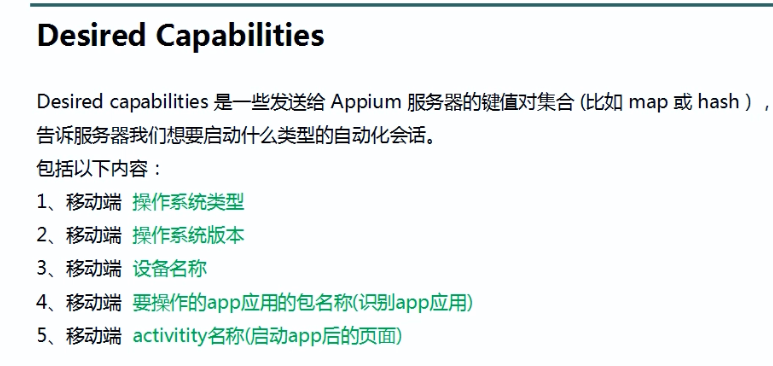 Desired Capabilities
Desired capabilities 是一些发送给 Appium 服务器的键值对集合 (比如 map 或 hash ) ，
告诉服务器我们想要启动什么类型的自动化会话。
包括以下内容：
1、移动端 操作系统类型
2、移动端 操作系统版本
3、移动端 设备名称
4、移动端 要操作的app应用的包名称(识别app应用)
5、移动端 activitity名称(启动app后的页面)